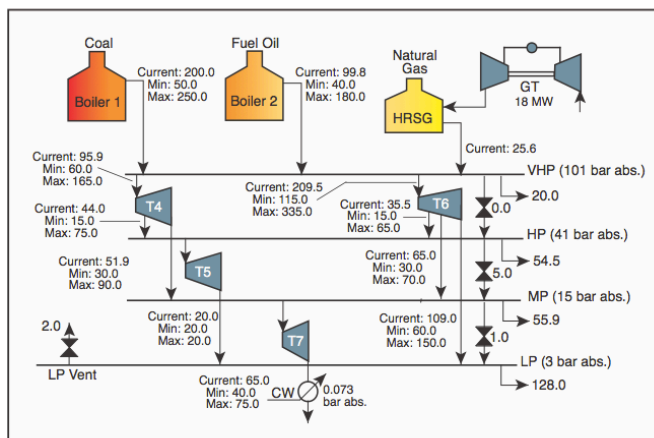 Coal
Fuel Oil
Natural
Gas
Boiler 1
Current: 200.0
Min: 50.0
Max: 250.0
Boiler 2
Current: 99.8
Min: 40.0
Max: 180.0
HRSG
GT
18 MW
Current: 25.6
Current: 95.9
Min: 60.0
Max: 165.0
VHP (101 bar abs.)
20.0
Current: 209.5
Min: 115.0
Max: 335.0
T4
Current: 44.0
Min: 15.0
Max: 75.0
T6
Current: 35.5
Min: 15.0
Max: 65.0
0.0
HP (41 bar abs.)
54.5
Current: 51.9
Min: 30.0
Max: 90.0
T5
Current: 65.0
Min: 30.0
Max: 70.0
5.0
MP (15 bar abs.)
55.9
2.0
Current: 20.0
Min: 20.0
Max: 20.0
T7
Current: 109.0
Min: 60.0
Max: 150.0
1.0
LP (3 bar abs.)
128.0
LP Vent
Current: 65.0
Min: 40.0
Max: 75.0
CW
0.073
bar abs.